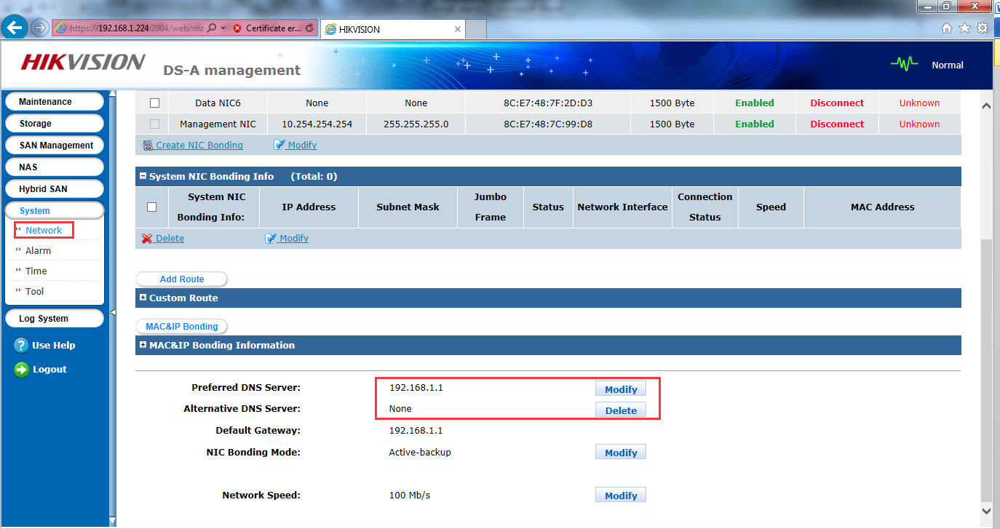 https://192.168.1.224:2004/web/ma
Certificate er...
HIKVISION
HIKVISION
DS-A management
Normal
Maintenance
Storage
SAN Management
NAS
Hybrid SAN
System
Network
Alarm
Time
Tool
Log System
Use Help
Logout
Data NIC6 None None 8C:E7:48:7F:2D:D3 1500 Byte Enabled Disconnect Unknown
Management NIC 10.254.254.254 255.255.255.0 8C:E7:48:7C:99:D8 1500 Byte Enabled Disconnect Unknown
Create NIC Bonding Modify
System NIC Bonding Info (Total: 0)
System NIC Bonding Info: IP Address Subnet Mask Jumbo Frame Status Network Interface Connection Status Speed MAC Address
Delete Modify
Add Route
Custom Route
MAC&IP Bonding
MAC&IP Bonding Information
Preferred DNS Server: 192.168.1.1 Modify
Alternative DNS Server: None Delete
Default Gateway: 192.168.1.1
NIC Bonding Mode: Active-backup Modify
Network Speed: 100 Mb/s Modify